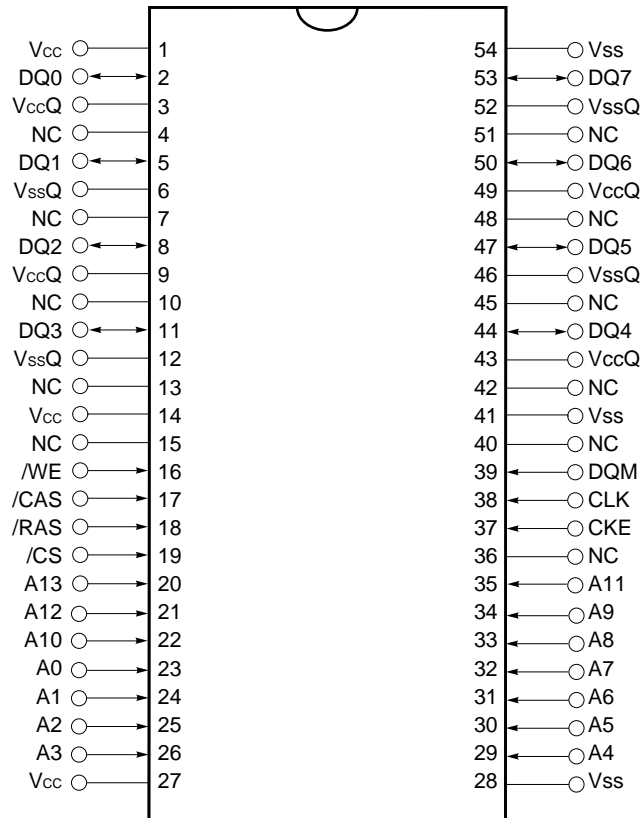 Vcc 1 54 Vss
DQ0 2 53 DQ7
VccQ 3 52 VssQ
NC 4 51 NC
DQ1 5 50 DQ6
VssQ 6 49 VccQ
NC 7 48 NC
DQ2 8 47 DQ5
VccQ 9 46 VssQ
NC 10 45 NC
DQ3 11 44 DQ4
VssQ 12 43 VccQ
NC 13 42 NC
Vcc 14 41 Vss
NC 15 40 NC
/WE 16 39 DQM
/CAS 17 38 CLK
/RAS 18 37 CKE
/CS 19 36 NC
A13 20 35 A11
A12 21 34 A9
A10 22 33 A8
A0 23 32 A7
A1 24 31 A6
A2 25 30 A5
A3 26 29 A4
Vcc 27 28 Vss